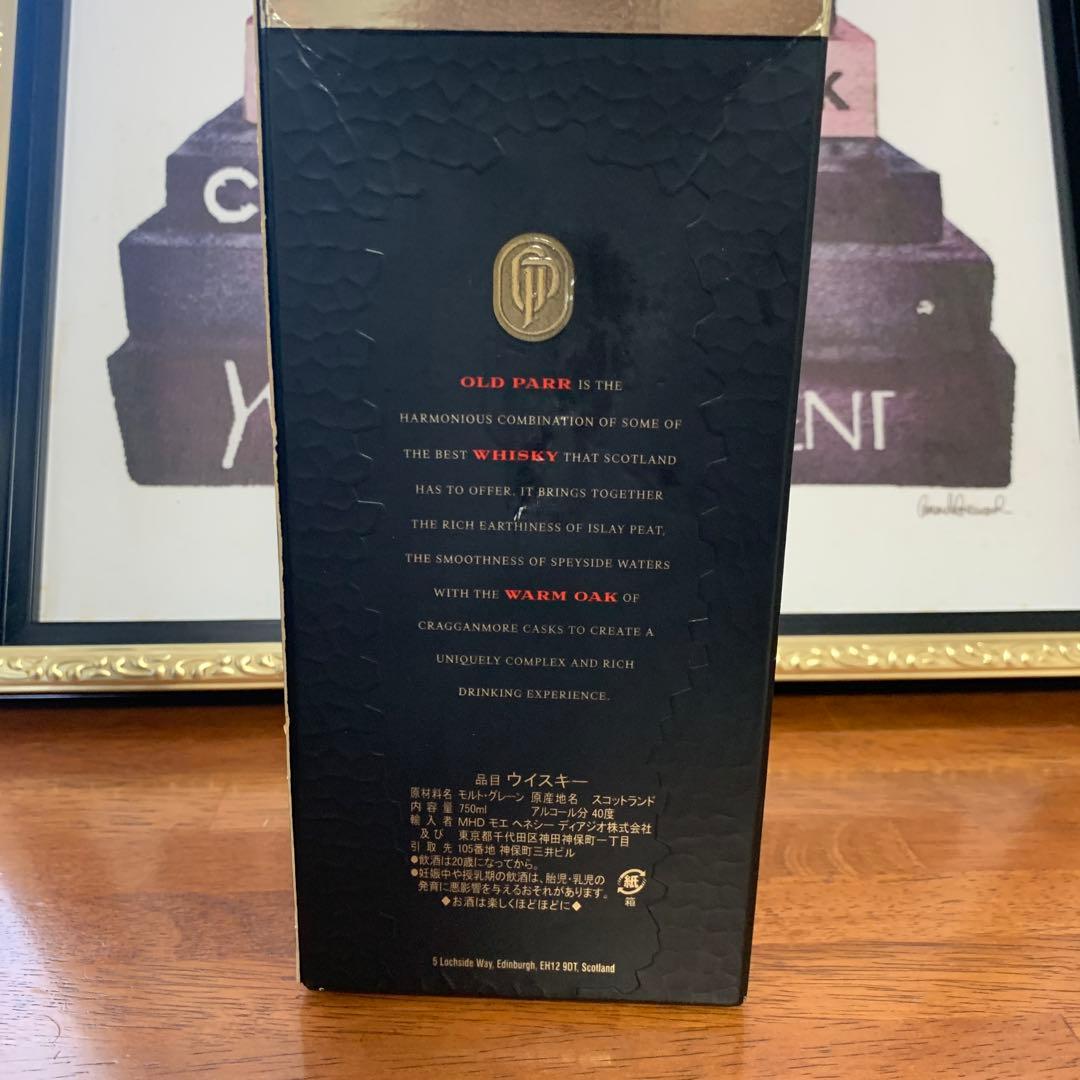 K
C
Y
ENT
OLD PARR IS THE
HARMONIOUS COMBINATION OF SOME OF
THE BEST WHISKY THAT SCOTLAND
HAS TO OFFER. IT BRINGS TOGETHER
THE RICH EARTHINESS OF ISLAY PEAT,
THE SMOOTHNESS OF SPEYSIDE WATERS
WITH THE WARM OAK OF
CRAGGANMORE CASKS TO CREATE A
UNIQUELY COMPLEX AND RICH
DRINKING EXPERIENCE.
品目 ウイスキー
原材料名 モルト・グレーン 原産地名 スコットランド
内容量 750ml アルコール分 40度
輸入者 MHD モエ ヘネシー ディアジオ株式会社
及び 東京都千代田区神田神保町一丁目
引取先 105番地 神保町三井ビル
●飲酒は20歳になってから。
●妊娠中や授乳期の飲酒は、胎児・乳児の
発育に悪影響を与えるおそれがあります。
紙
箱
◆お酒は楽しくほどほどに◆
5 Lochside Way, Edinburgh, EH12 9DT, Scotland